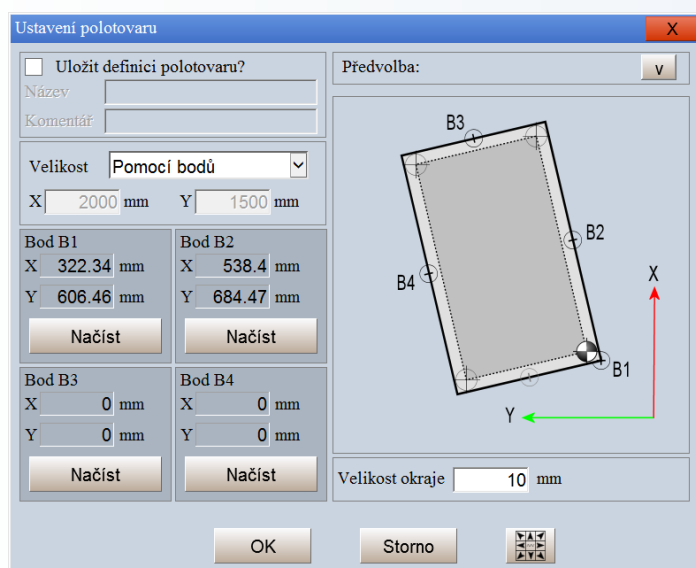 Ustavení polotovaru
X
Uložit definici polotovaru?
Název
Komentář
Velikost Pomocí bodů
X 2000 mm Y 1500 mm
Bod B1
X 322.34 mm
Y 606.46 mm
Načíst
Bod B2
X 538.4 mm
Y 684.47 mm
Načíst
Bod B3
X 0 mm
Y 0 mm
Načíst
Bod B4
X 0 mm
Y 0 mm
Načíst
Předvolba: v
B3
B2
B4
X
B1
Y
Velikost okraje 10 mm
OK
Storno